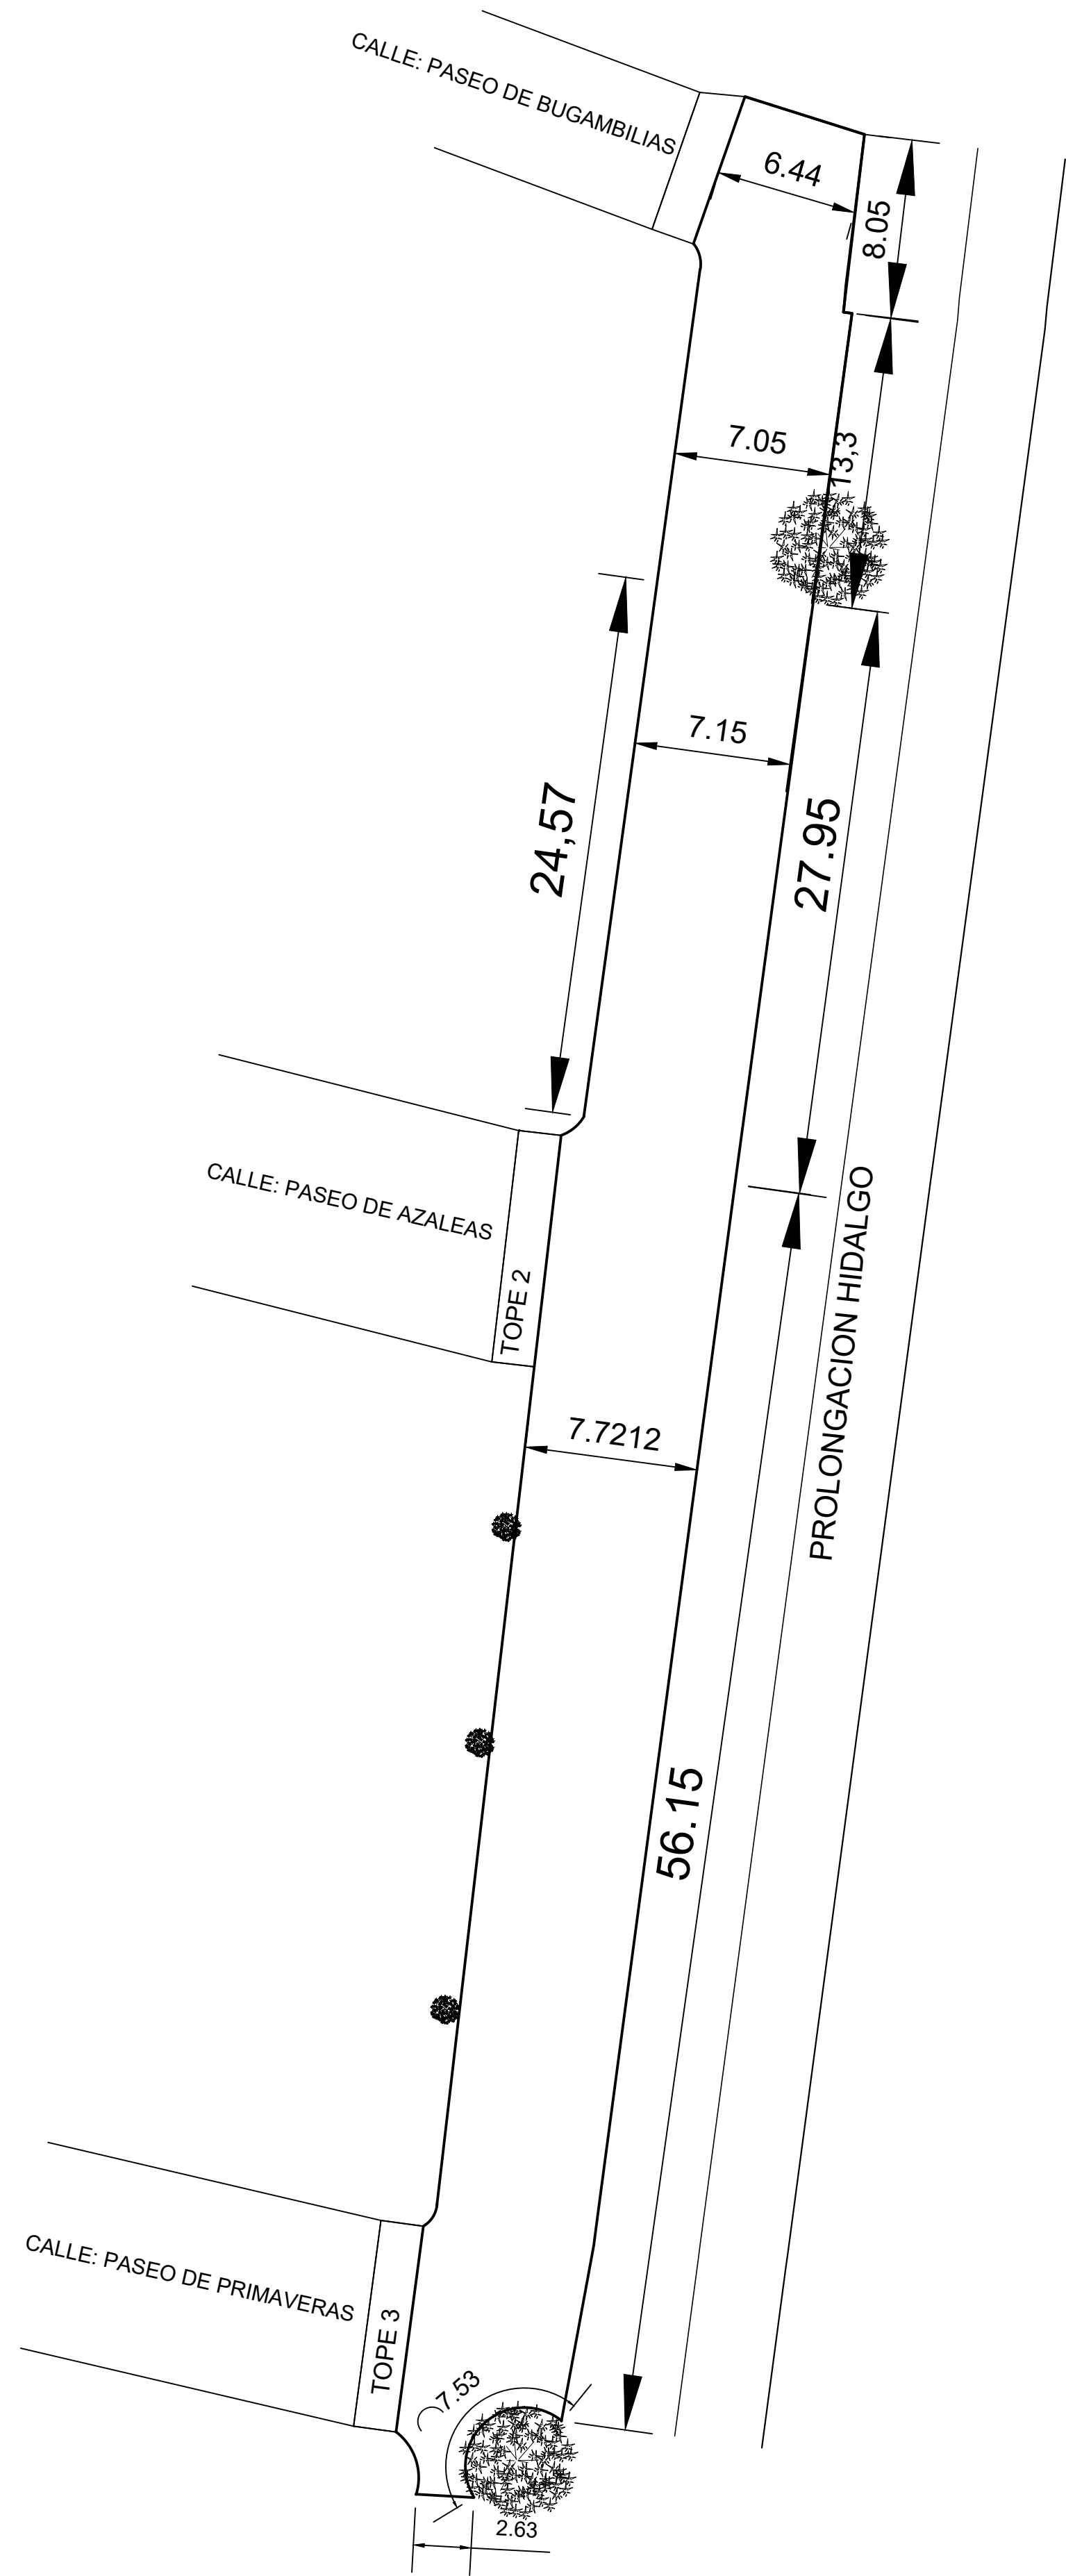 CALLE: PASEO DE BUGAMBILIAS
6.44
8.05
7.05
13,3
7.15
24,57
27.95
CALLE: PASEO DE AZALEAS
TOPE 2
PROLONGACION HIDALGO
7.7212
56.15
CALLE: PASEO DE PRIMAVERAS
TOPE 3
7.53
2.63